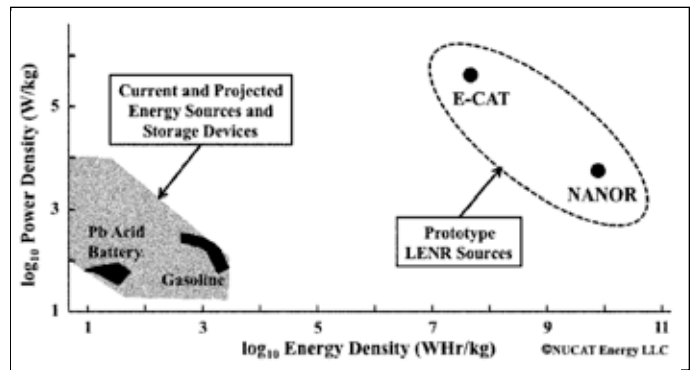 log₁₀ Power Density (W/kg)
5
3
1
Current and Projected
Energy Sources and
Storage Devices
E-CAT
NANOR
Prototype
LENR Sources
Pb Acid
Battery
Gasoline
1 3 5 7 9 11
log₁₀ Energy Density (WHr/kg)
©NUCAT Energy LLC